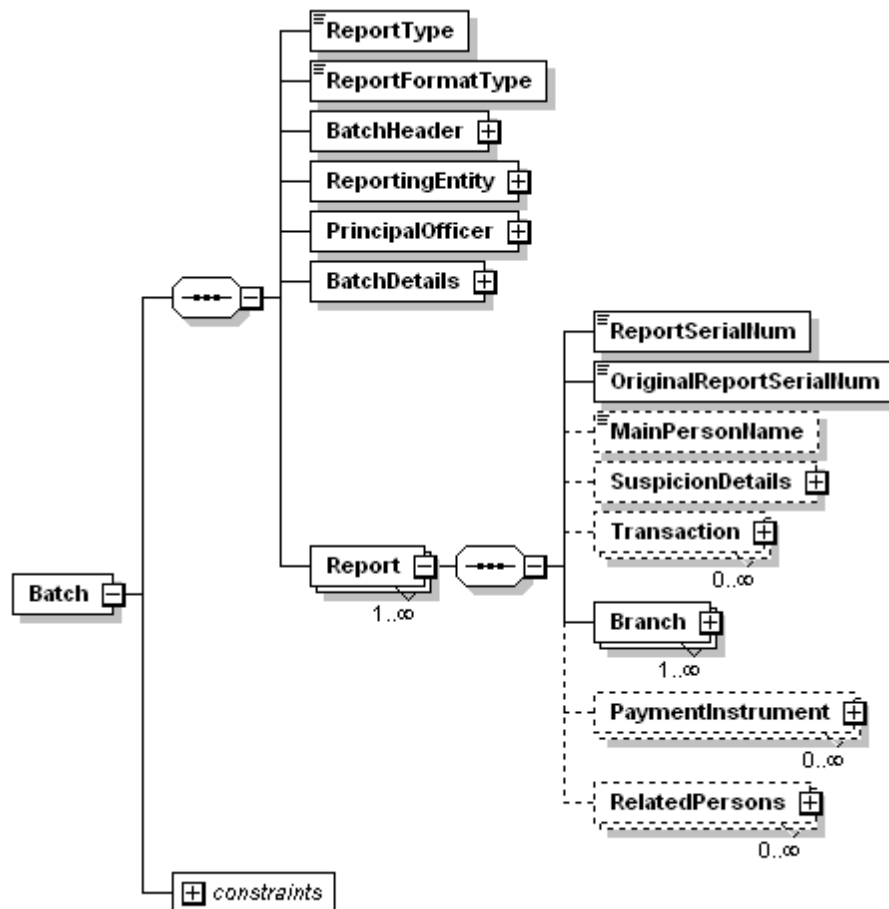 ReportType
ReportFormatType
BatchHeader
ReportingEntity
PrincipalOfficer
BatchDetails
ReportSerialNum
OriginalReportSerialNum
MainPersonName
SuspicionDetails
Transaction
0..∞
Report
1..∞
Batch
Branch
1..∞
PaymentInstrument
0..∞
RelatedPersons
0..∞
constraints